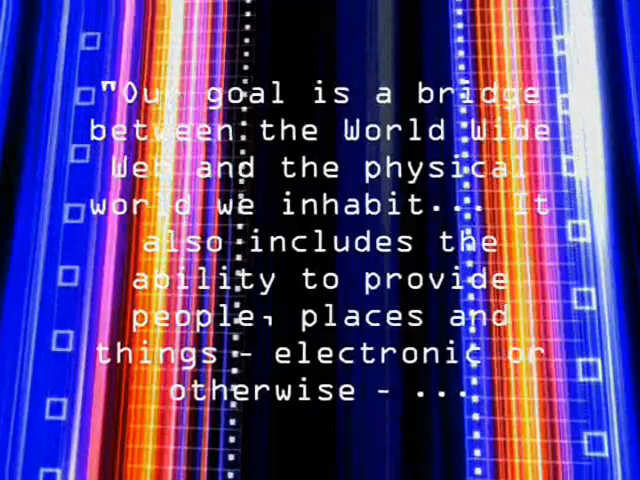 "Our goal is a bridge
between the World Wide
Web and the physical
world we inhabit... It
also includes the
ability to provide
people, places and
things - electronic or
otherwise - ...